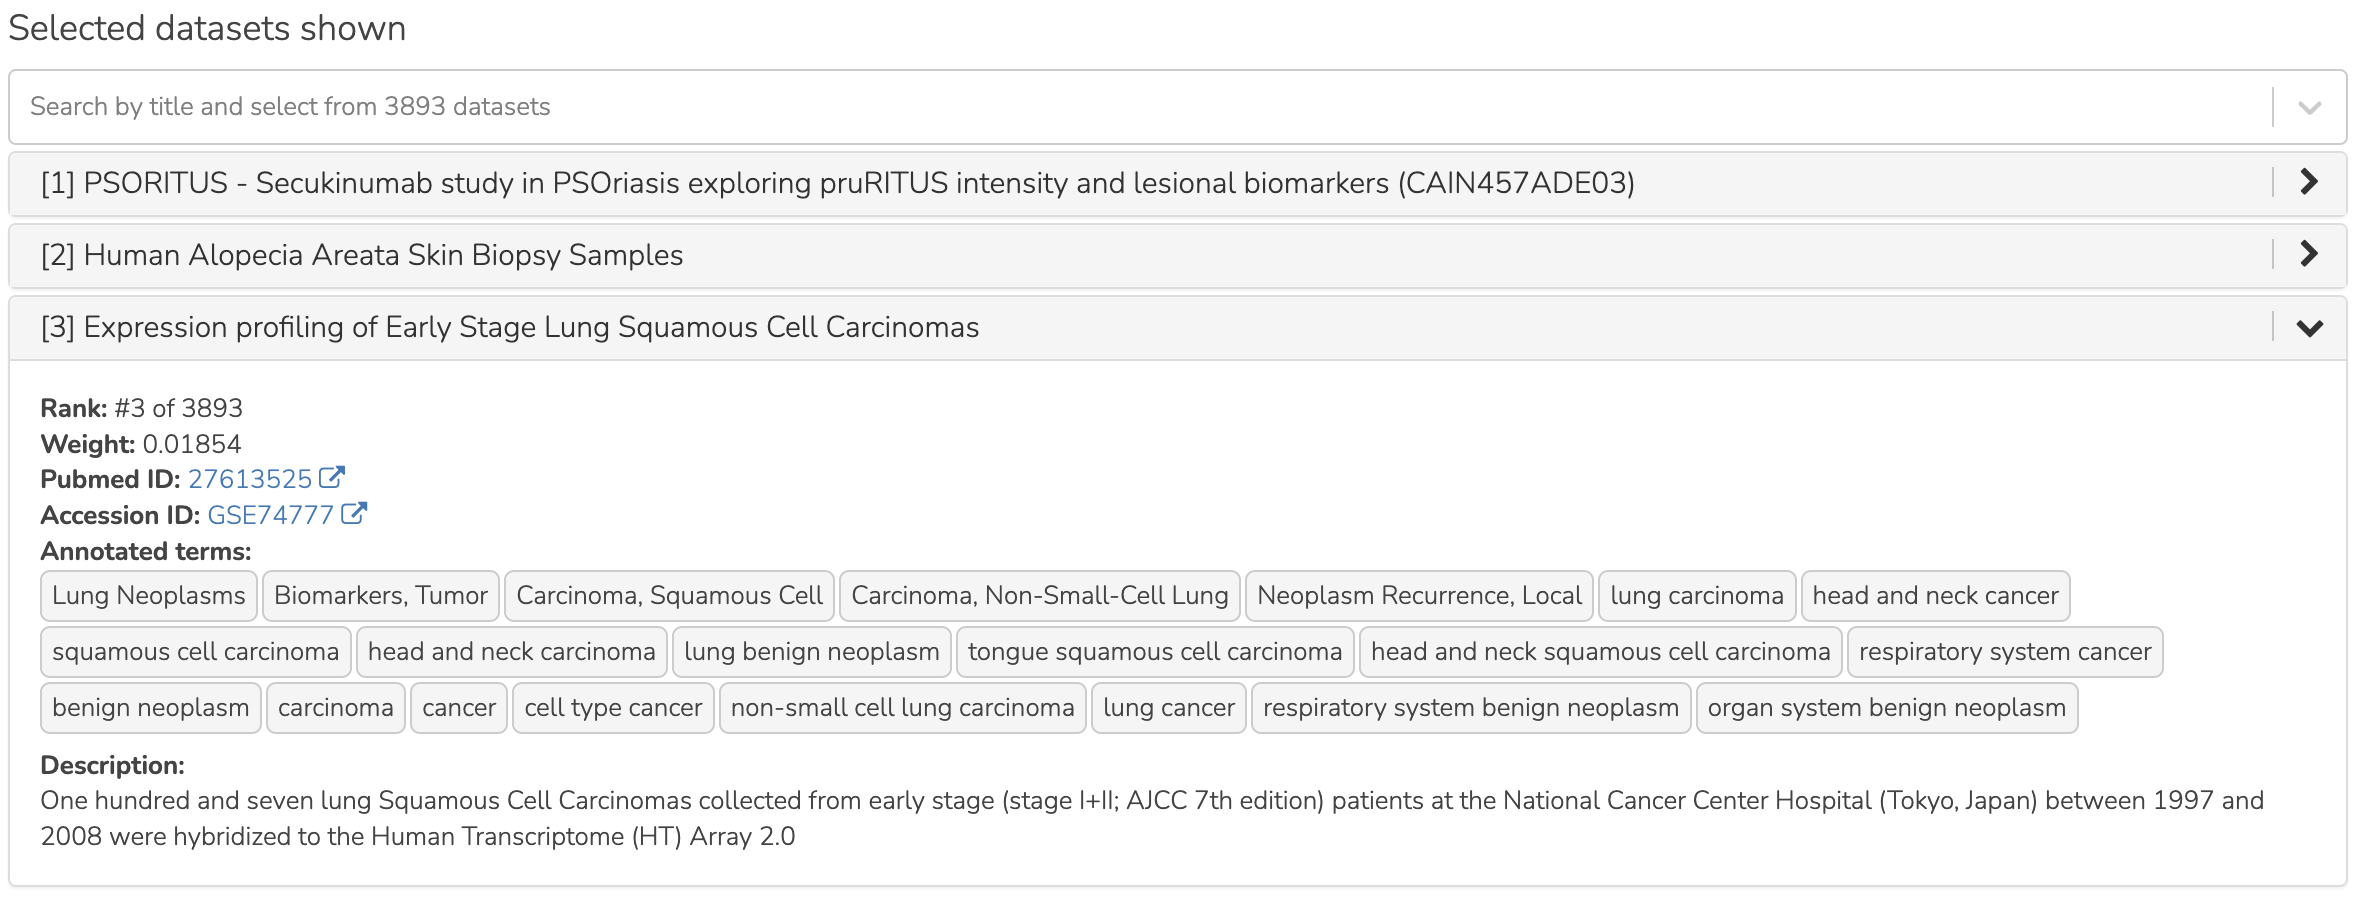 Selected datasets shown
Search by title and select from 3893 datasets
[1] PSORITUS - Secukinumab study in PSOriasis exploring pruRITUS intensity and lesional biomarkers (CAIN457ADE03)
[2] Human Alopecia Areata Skin Biopsy Samples
[3] Expression profiling of Early Stage Lung Squamous Cell Carcinomas
Rank: #3 of 3893
Weight: 0.01854
Pubmed ID: 27613525
Accession ID: GSE74777
Annotated terms:
Lung Neoplasms Biomarkers, Tumor Carcinoma, Squamous Cell Carcinoma, Non-Small-Cell Lung Neoplasm Recurrence, Local lung carcinoma head and neck cancer
squamous cell carcinoma head and neck carcinoma lung benign neoplasm tongue squamous cell carcinoma head and neck squamous cell carcinoma respiratory system cancer
benign neoplasm carcinoma cancer cell type cancer non-small cell lung carcinoma lung cancer respiratory system benign neoplasm organ system benign neoplasm
Description:
One hundred and seven lung Squamous Cell Carcinomas collected from early stage (stage I+II; AJCC 7th edition) patients at the National Cancer Center Hospital (Tokyo, Japan) between 1997 and
2008 were hybridized to the Human Transcriptome (HT) Array 2.0